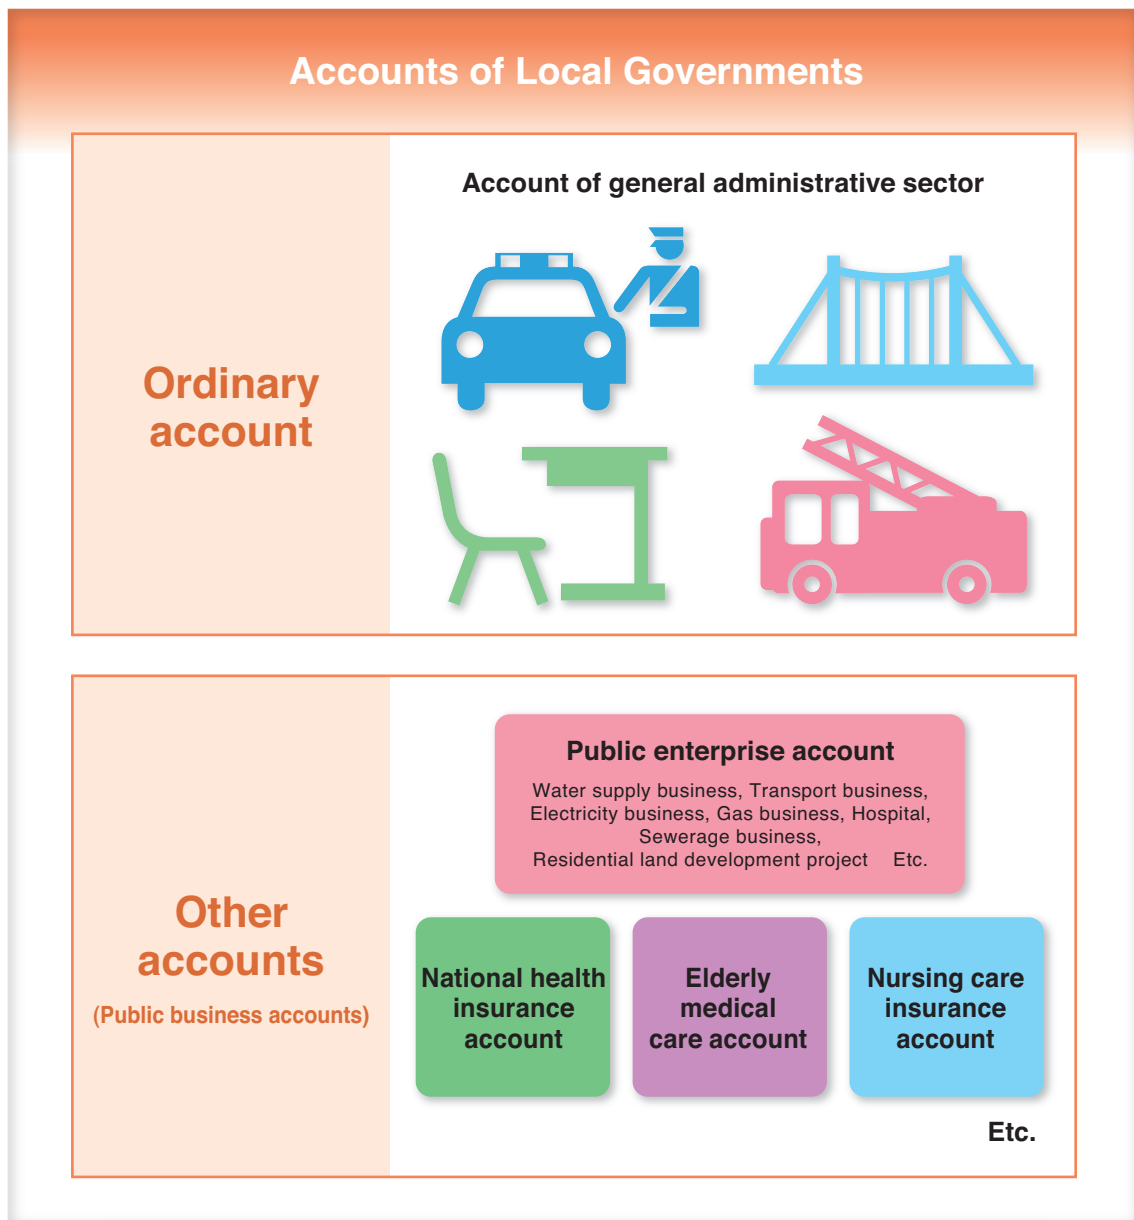 Accounts of Local Governments
Ordinary
account
Account of general administrative sector
Other
accounts
(Public business accounts)
Public enterprise account
Water supply business, Transport business,
Electricity business, Gas business, Hospital,
Sewerage business,
Residential land development project Etc.
National health
insurance
account
Elderly
medical
care account
Nursing care
insurance
account
Etc.